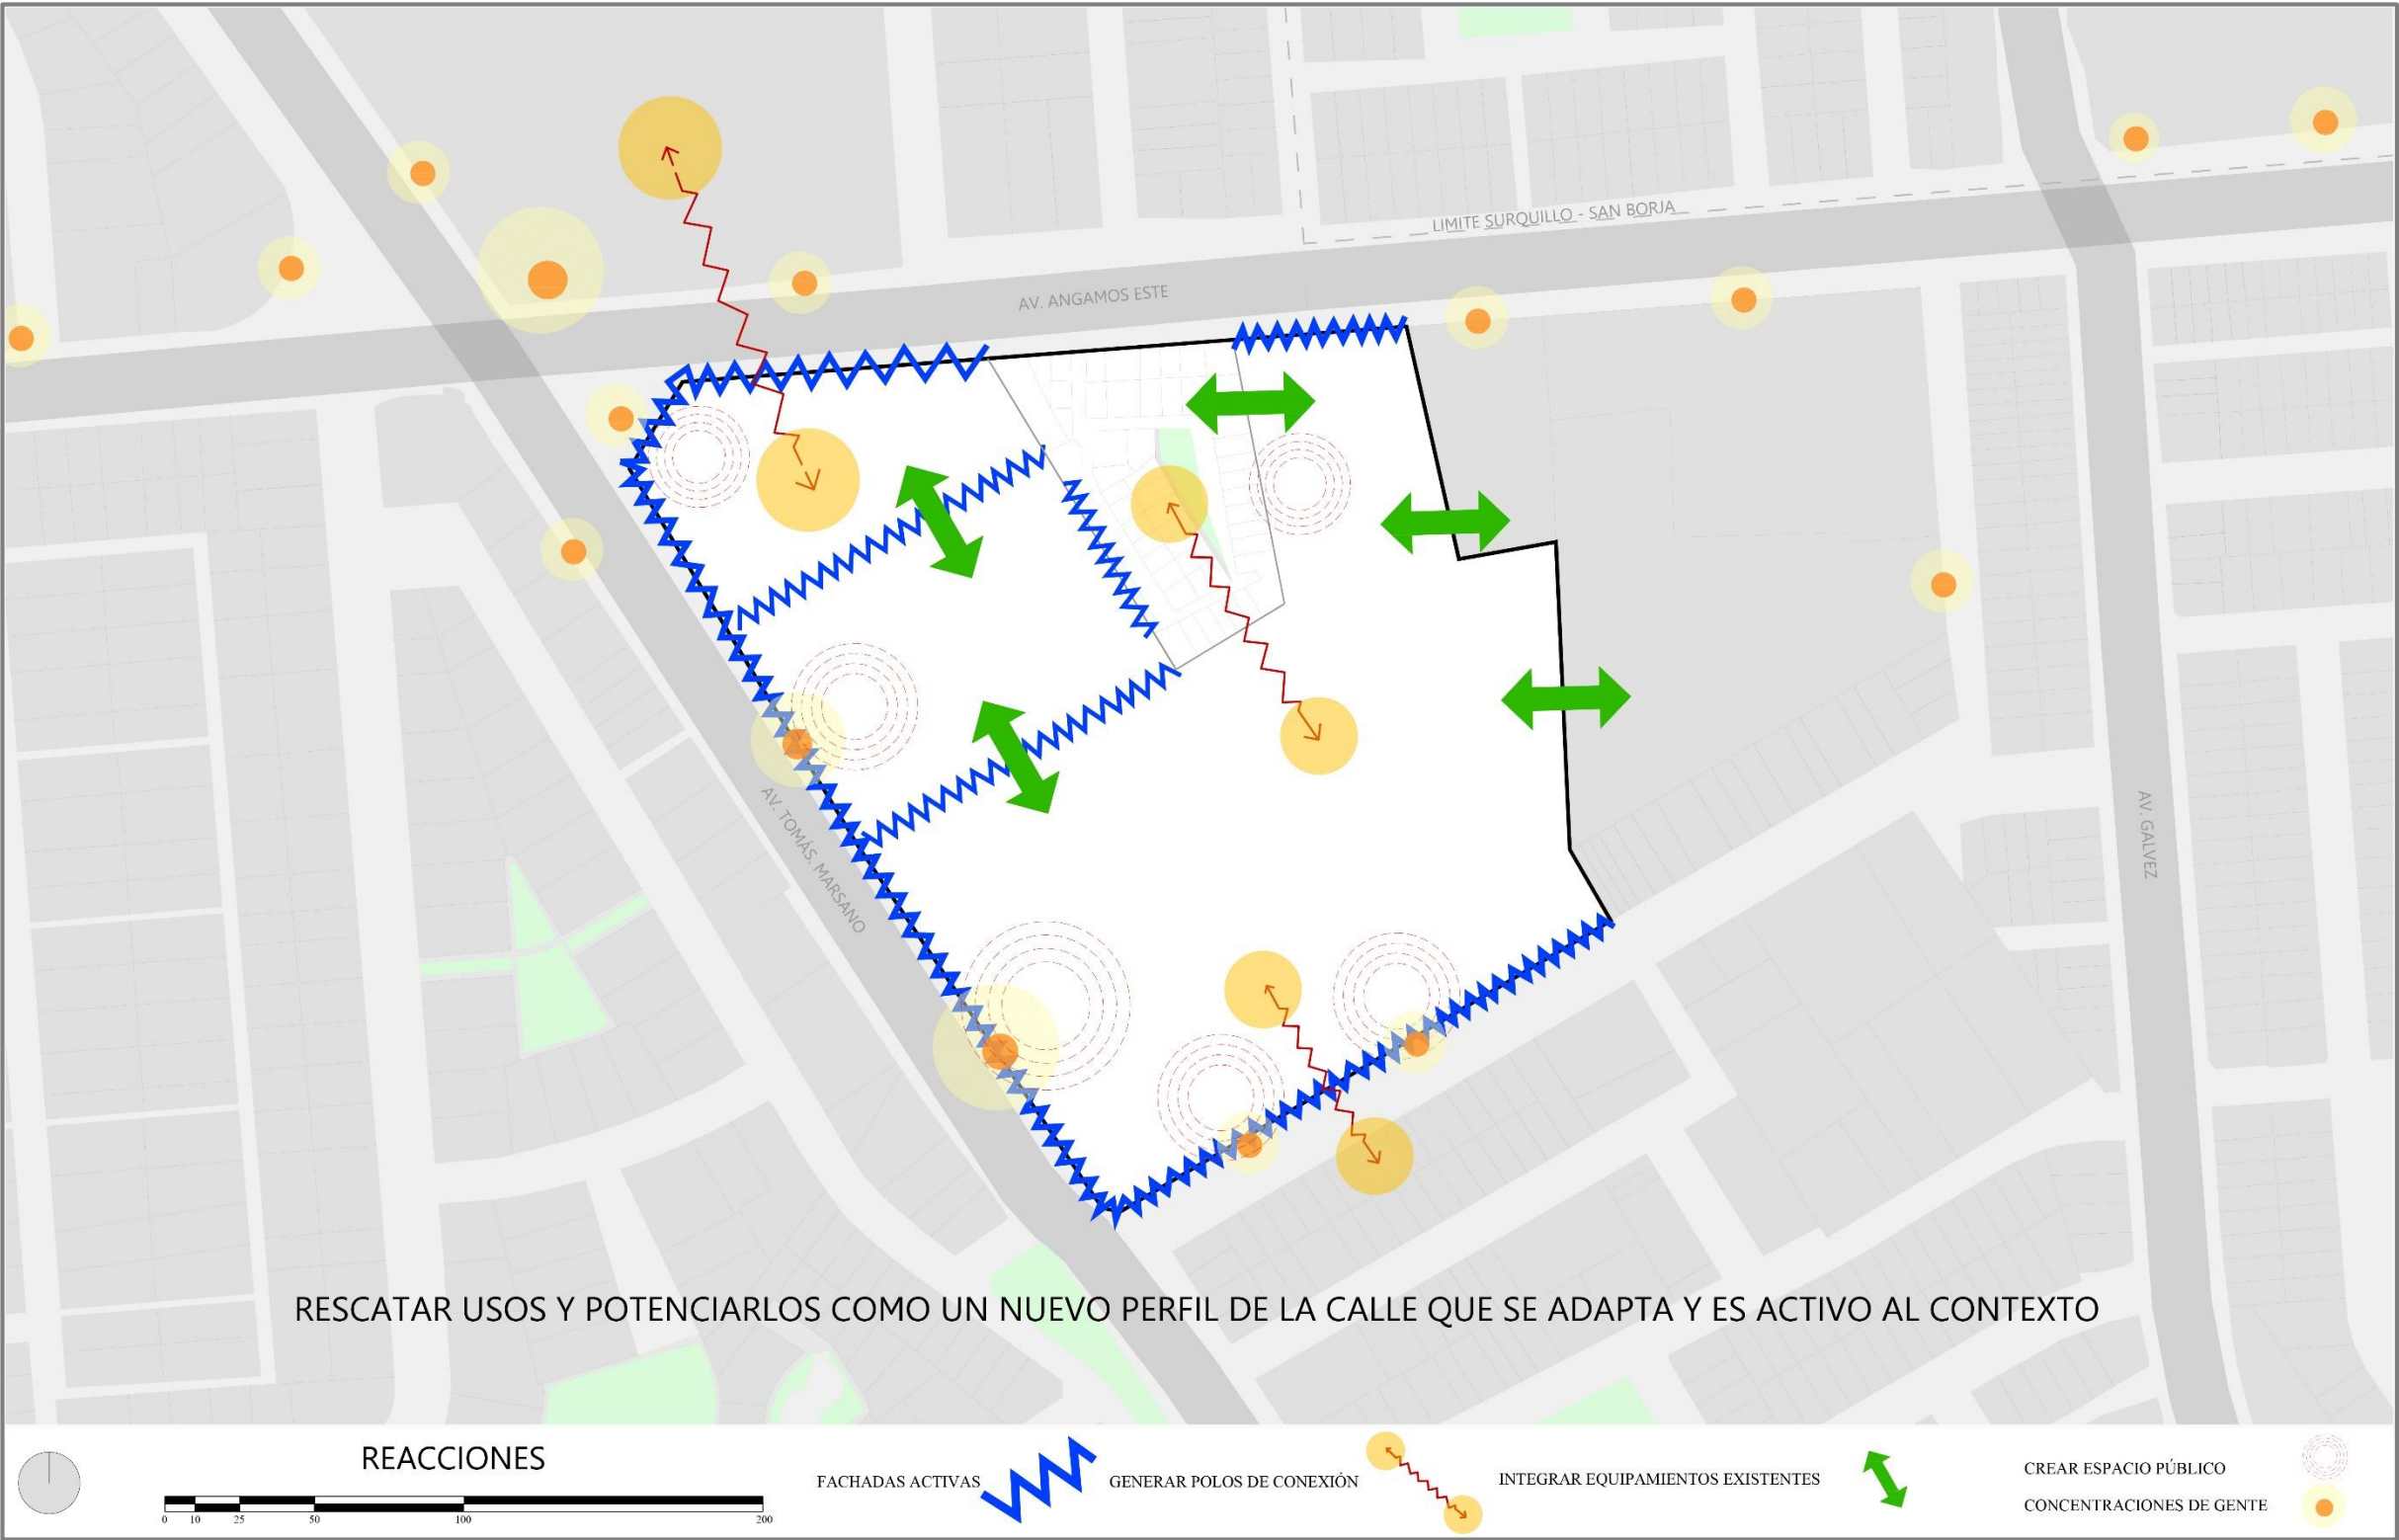 LIMITE SURQUILLO - SAN BORJA
AV. ANGAMOS ESTE
AV. TOMÁS. MARSANO
AV. GALVEZ
RESCATAR USOS Y POTENCIARLOS COMO UN NUEVO PERFIL DE LA CALLE QUE SE ADAPTA Y ES ACTIVO AL CONTEXTO
REACCIONES
0 10 25 50 100 200
FACHADAS ACTIVAS
GENERAR POLOS DE CONEXIÓN
INTEGRAR EQUIPAMIENTOS EXISTENTES
CREAR ESPACIO PÚBLICO
CONCENTRACIONES DE GENTE